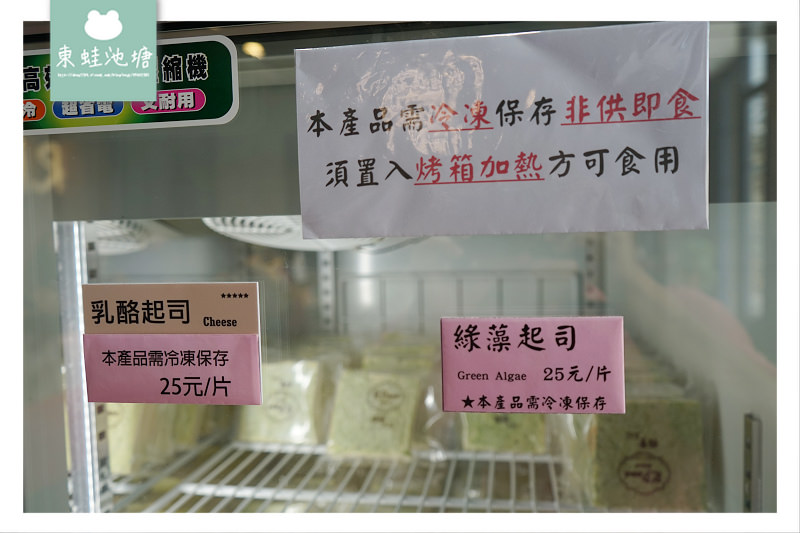 東蛙池塘
縮機
超省電
又耐用
本產品需冷凍保存非供即食
須置入烤箱加熱方可食用
★★★★★
乳酪起司 Cheese
本產品需冷凍保存
25元/片
綠藻起司
Green Algae 25元/片
★本產品需冷凍保存